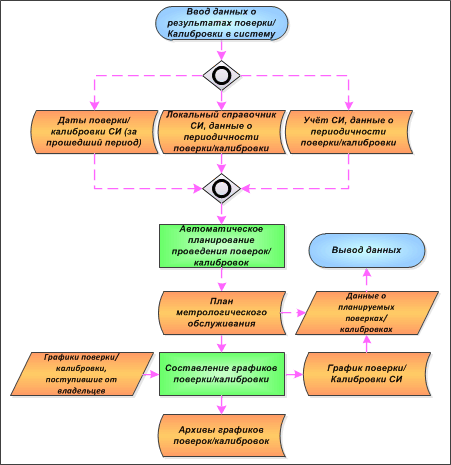 Ввод данных о
результатах поверки/
Калибровки в систему
Даты поверки/
калибровки СИ (за
прошедший период)
Локальный справочник
СИ, данные о
периодичности
поверки/калибровки
Учёт СИ, данные о
периодичности
поверки/калибровки
Автоматическое
планирование
проведения поверок/
калибровок
Вывод данных
План
метрологического
обслуживания
Данные о
планируемых
поверках/
калибровках
Графики поверки/
калибровки,
поступившие от
владельцев
Составление графиков
поверки/калибровки
График поверки/
Калибровки СИ
Архивы графиков
поверок/калибровок